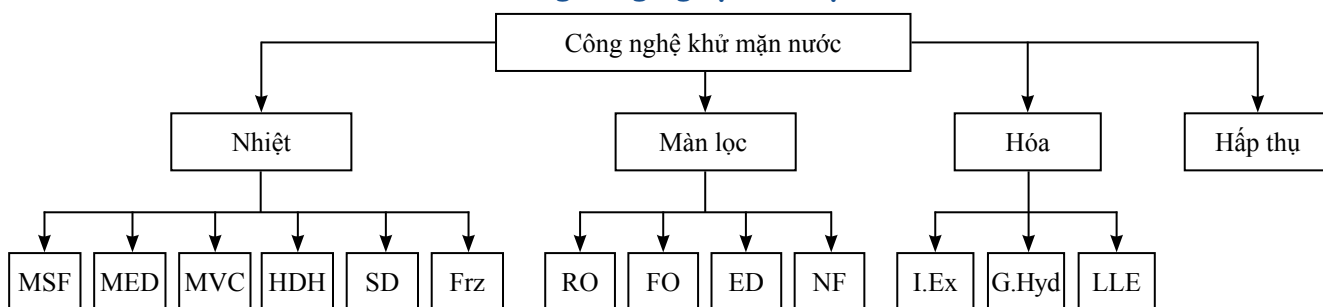 Công nghệ khử mặn nước
Nhiệt
Màn lọc
Hóa
Hấp thụ
MSF
MED
MVC
HDH
SD
Frz
RO
FO
ED
NF
I.Ex
G.Hyd
LLE